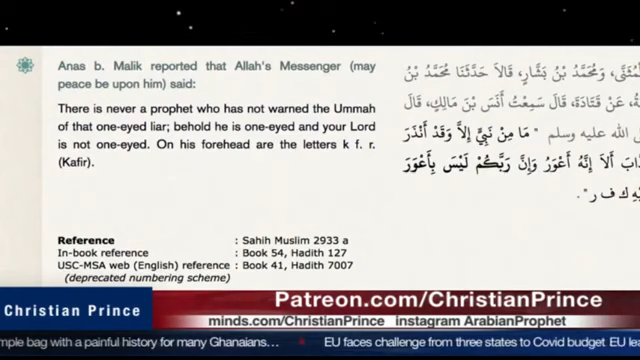 Anas b. Malik reported that Allah's Messenger (may
peace be upon him) said:
There is never a prophet who has not warned the Ummah
of that one-eyed liar; behold he is one-eyed and your Lord
is not one-eyed. On his forehead are the letters k f. r.
(Kafir).
لْمُثَنَّى، وَمُحَمَّدُ بْنُ بَشَّارٍ، قَالاَ حَدَّثَنَا مُحَمَّدُ بْنُ
عَنْ قَتَادَةَ، قَالَ سَمِعْتُ أَنَسَ بْنَ مَالِكٍ، قَالَ
الله عليه وسلم " مَا مِنْ نَبِيٍّ إِلاَّ وَقَدْ أَنْذَرَ
أَلاَ إِنَّهُ أَعْوَرُ وَإِنَّ رَبَّكُمْ لَيْسَ بِأَعْوَرَ
ك ف ر " .
Reference : Sahih Muslim 2933 a
In-book reference : Book 54, Hadith 127
USC-MSA web (English) reference : Book 41, Hadith 7007
(deprecated numbering scheme)
Christian Prince
Patreon.com/ChristianPrince
minds.com/ChristianPrince instagram ArabianProphet
bag with a painful history for many Ghanaians... EU faces challenge from three states to Covid budget EU